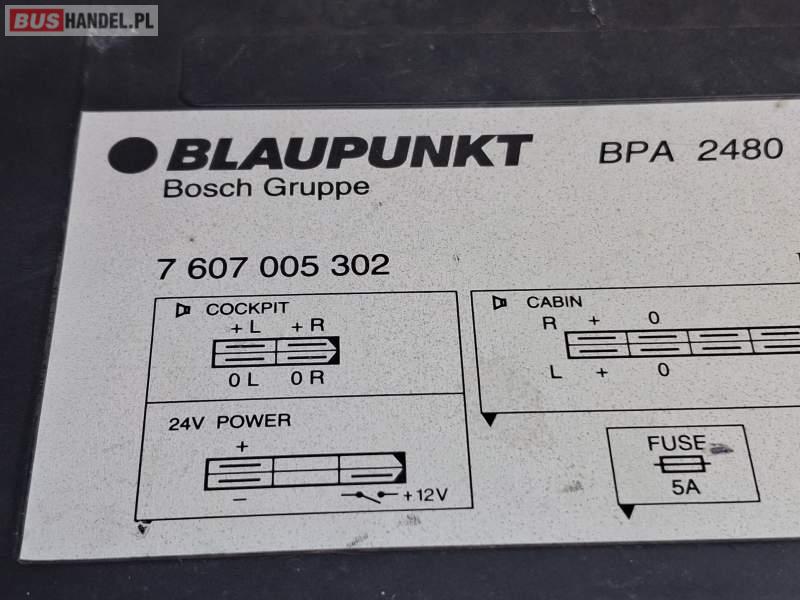 BUSHANDEL.PL
BLAUPUNKT
Bosch Gruppe
BPA 2480
7 607 005 302
COCKPIT
+ L + R
0 L 0 R
24V POWER
+
− +12V
CABIN
R + 0
L + 0
FUSE
5A